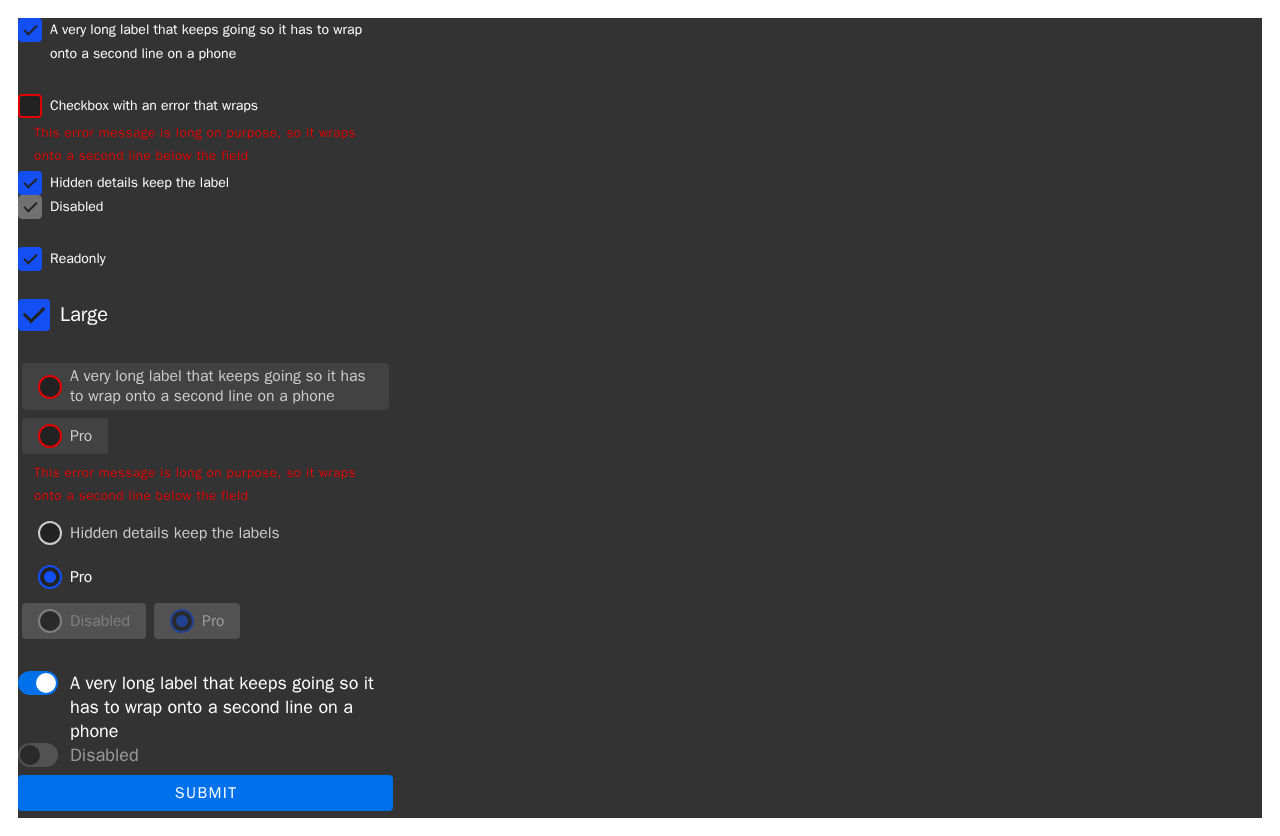 A very long label that keeps going so it has to wrap
onto a second line on a phone
Checkbox with an error that wraps
This error message is long on purpose, so it wraps
onto a second line below the field
Hidden details keep the label
Disabled
Readonly
Large
A very long label that keeps going so it has
to wrap onto a second line on a phone
Pro
This error message is long on purpose, so it wraps
onto a second line below the field
Hidden details keep the labels
Pro
Disabled Pro
A very long label that keeps going so it
has to wrap onto a second line on a
phone
Disabled
SUBMIT